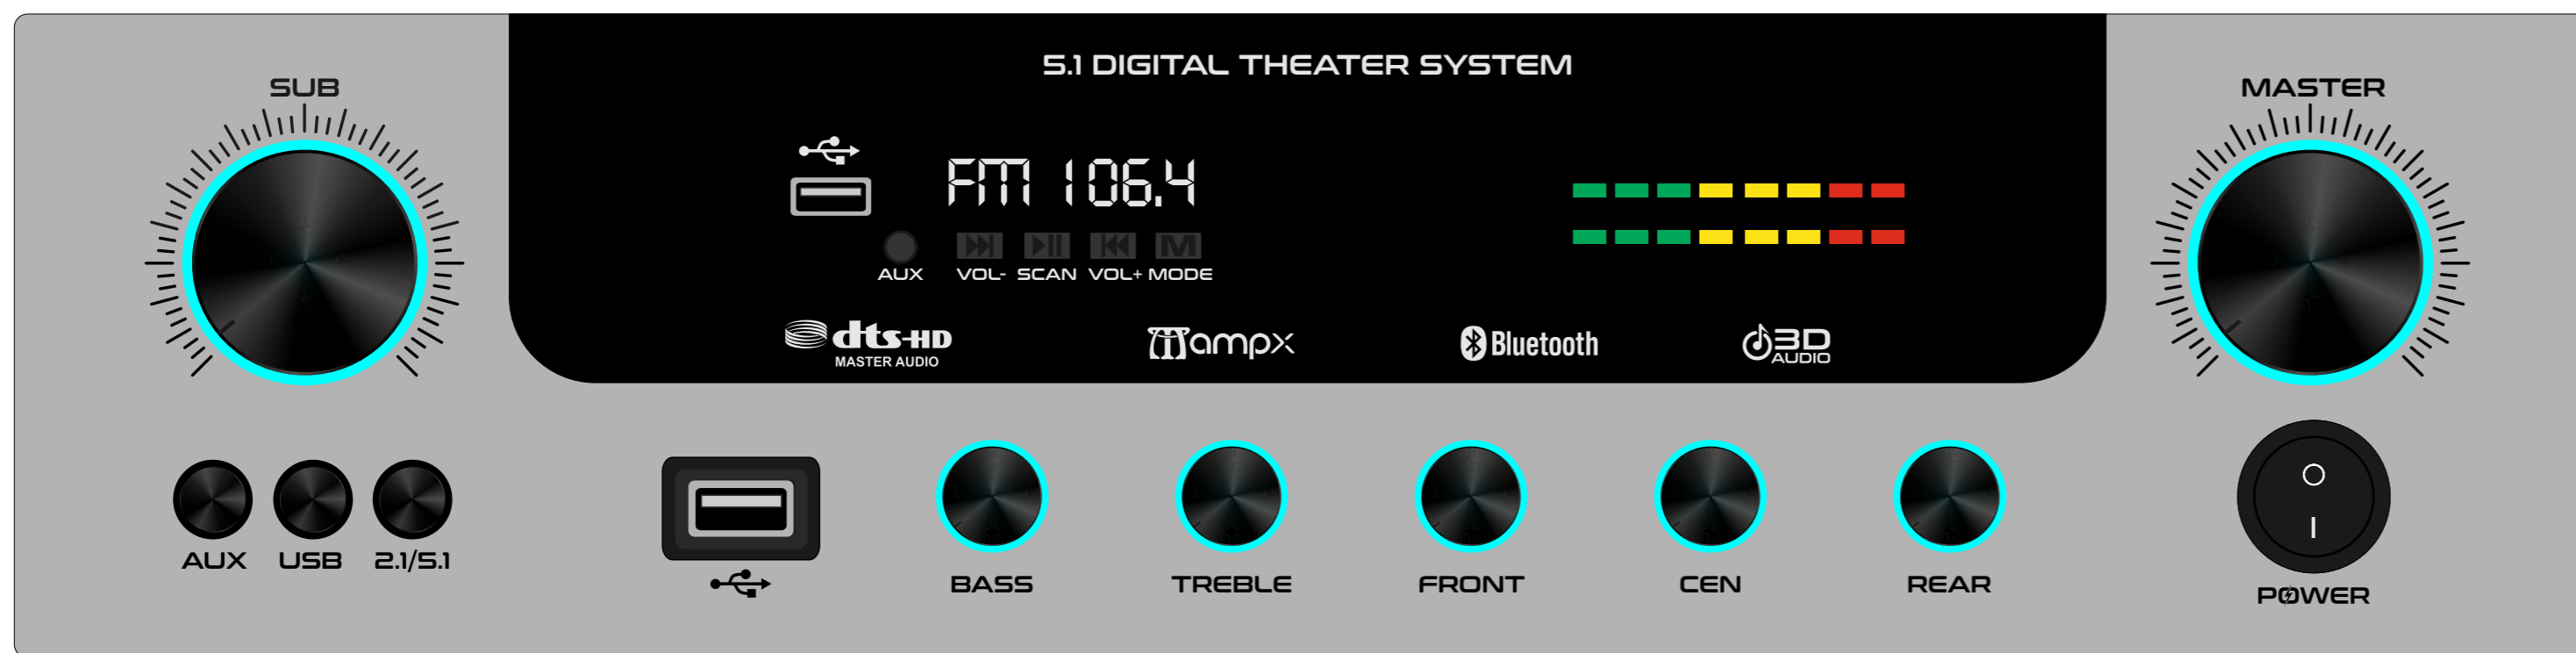 5.1 DIGITAL THEATER SYSTEM
SUB
MASTER
FM 106.4
M
AUX VOL- SCAN VOL+ MODE
dts-HD
MASTER AUDIO
ampx
Bluetooth
3D
AUDIO
AUX USB 2.1/5.1
BASS TREBLE FRONT CEN REAR
POWER